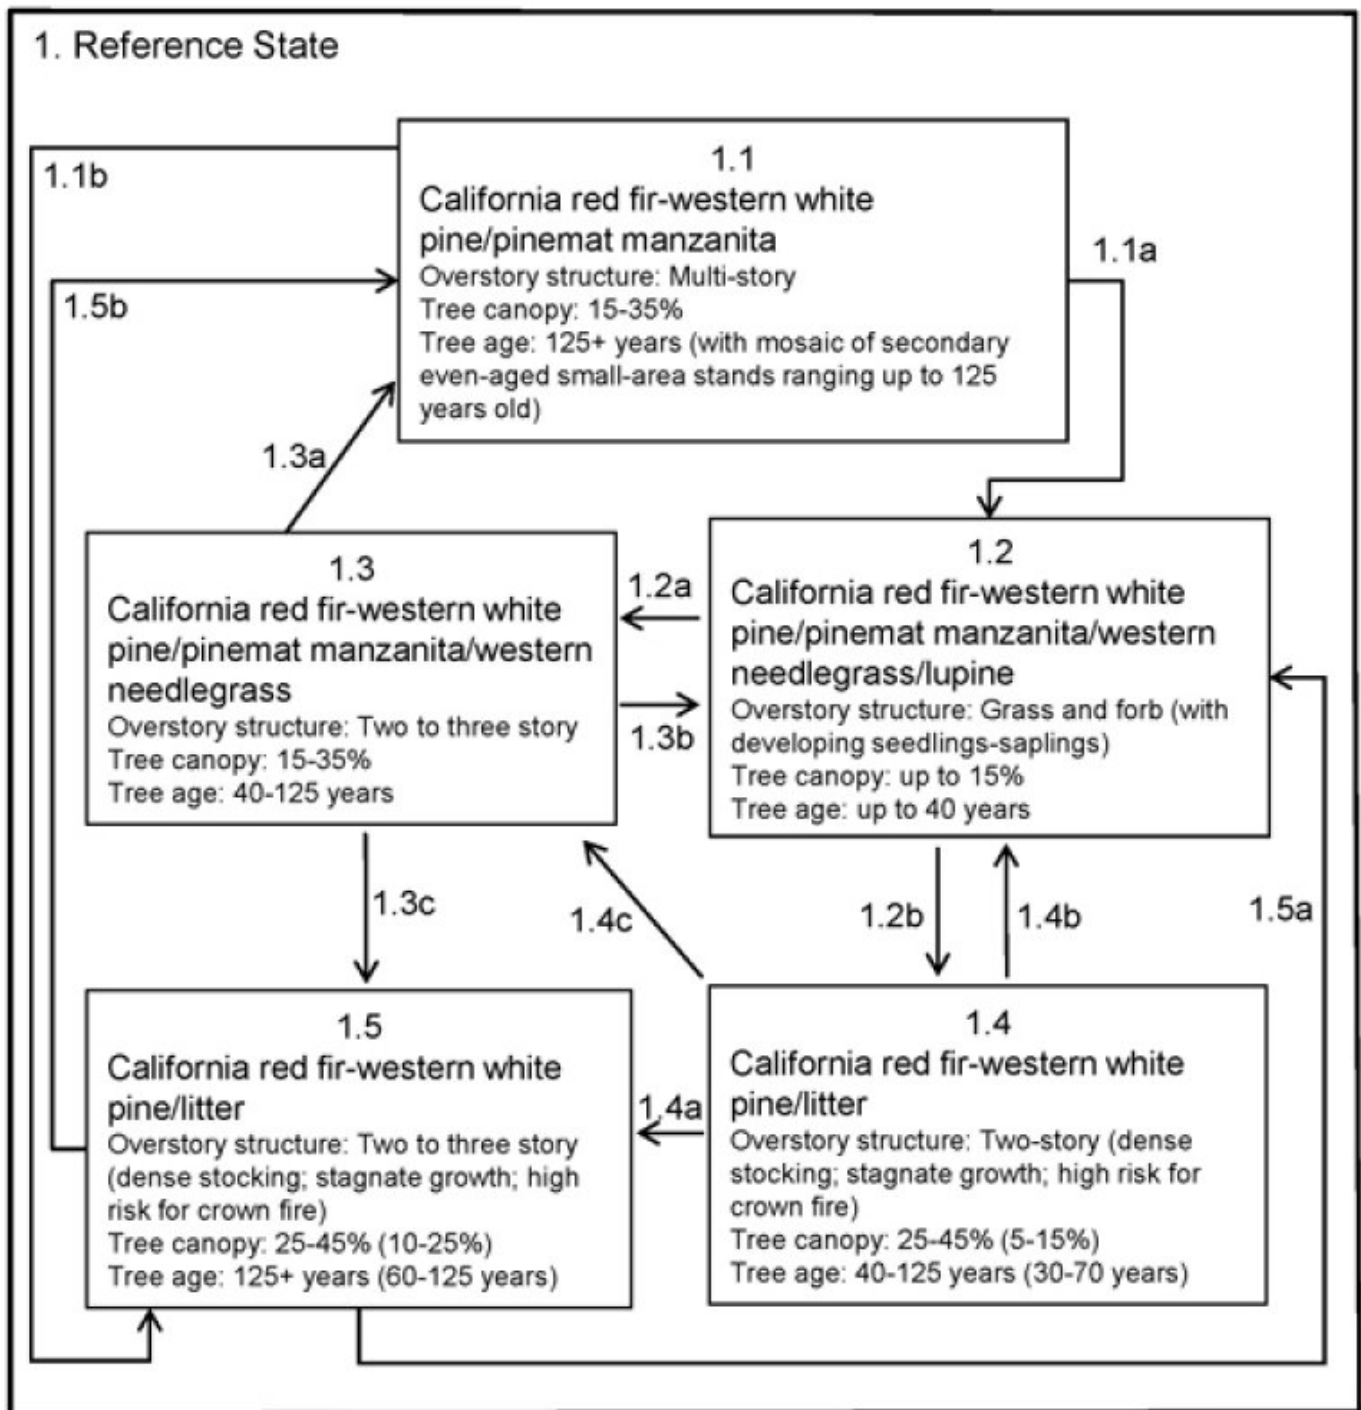 1. Reference State
1.1b
1.1
California red fir-western white
pine/pinemat manzanita
Overstory structure: Multi-story
Tree canopy: 15-35%
Tree age: 125+ years (with mosaic of secondary
even-aged small-area stands ranging up to 125
years old)
1.1a
1.5b
1.3a
1.3
California red fir-western white
pine/pinemat manzanita/western
needlegrass
Overstory structure: Two to three story
Tree canopy: 15-35%
Tree age: 40-125 years
1.2a
1.3b
1.2
California red fir-western white
pine/pinemat manzanita/western
needlegrass/lupine
Overstory structure: Grass and forb (with
developing seedlings-saplings)
Tree canopy: up to 15%
Tree age: up to 40 years
1.3c
1.4c
1.2b
1.4b
1.5a
1.5
California red fir-western white
pine/litter
Overstory structure: Two to three story
(dense stocking; stagnate growth; high
risk for crown fire)
Tree canopy: 25-45% (10-25%)
Tree age: 125+ years (60-125 years)
1.4a
1.4
California red fir-western white
pine/litter
Overstory structure: Two-story (dense
stocking; stagnate growth; high risk for
crown fire)
Tree canopy: 25-45% (5-15%)
Tree age: 40-125 years (30-70 years)